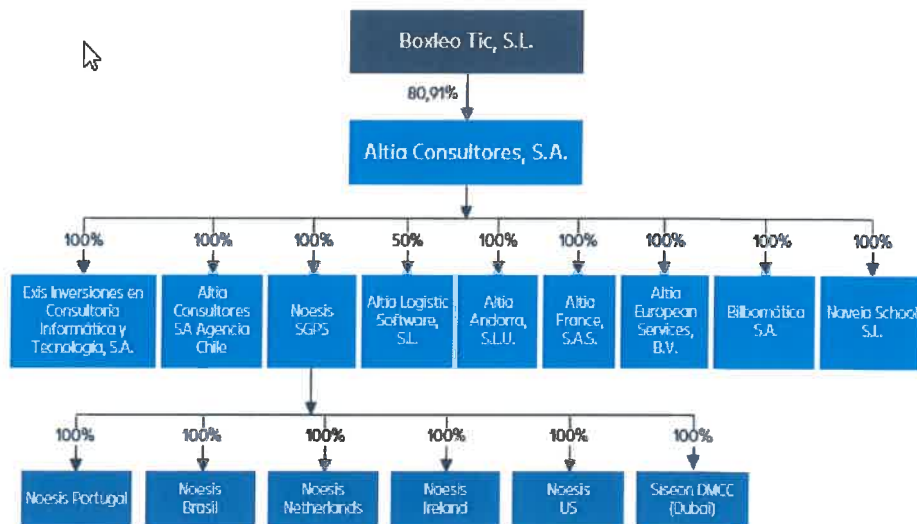 Boxleo Tic, S.L.
80,91%
Altia Consultores, S.A.
100% 100% 100% 50% 100% 100% 100% 100% 100%
Exis Inversiones en
Consultoría
Informática y
Tecnología, S.A.
Altia
Consultores
SA Agencia
Chile
Noesis
SGPS
Altia Logistic
Software,
S.L.
Altia
Andorra,
S.L.U.
Altia
France,
S.A.S.
Altia
European
Services,
B.V.
Bilbomática
S.A.
Naveia School
S.L.
100% 100% 100% 100% 100% 100%
Noesis Portugal
Noesis
Brasil
Noesis
Netherlands
Noesis
Ireland
Noesis
US
Siseon DMCC
(Dubai)